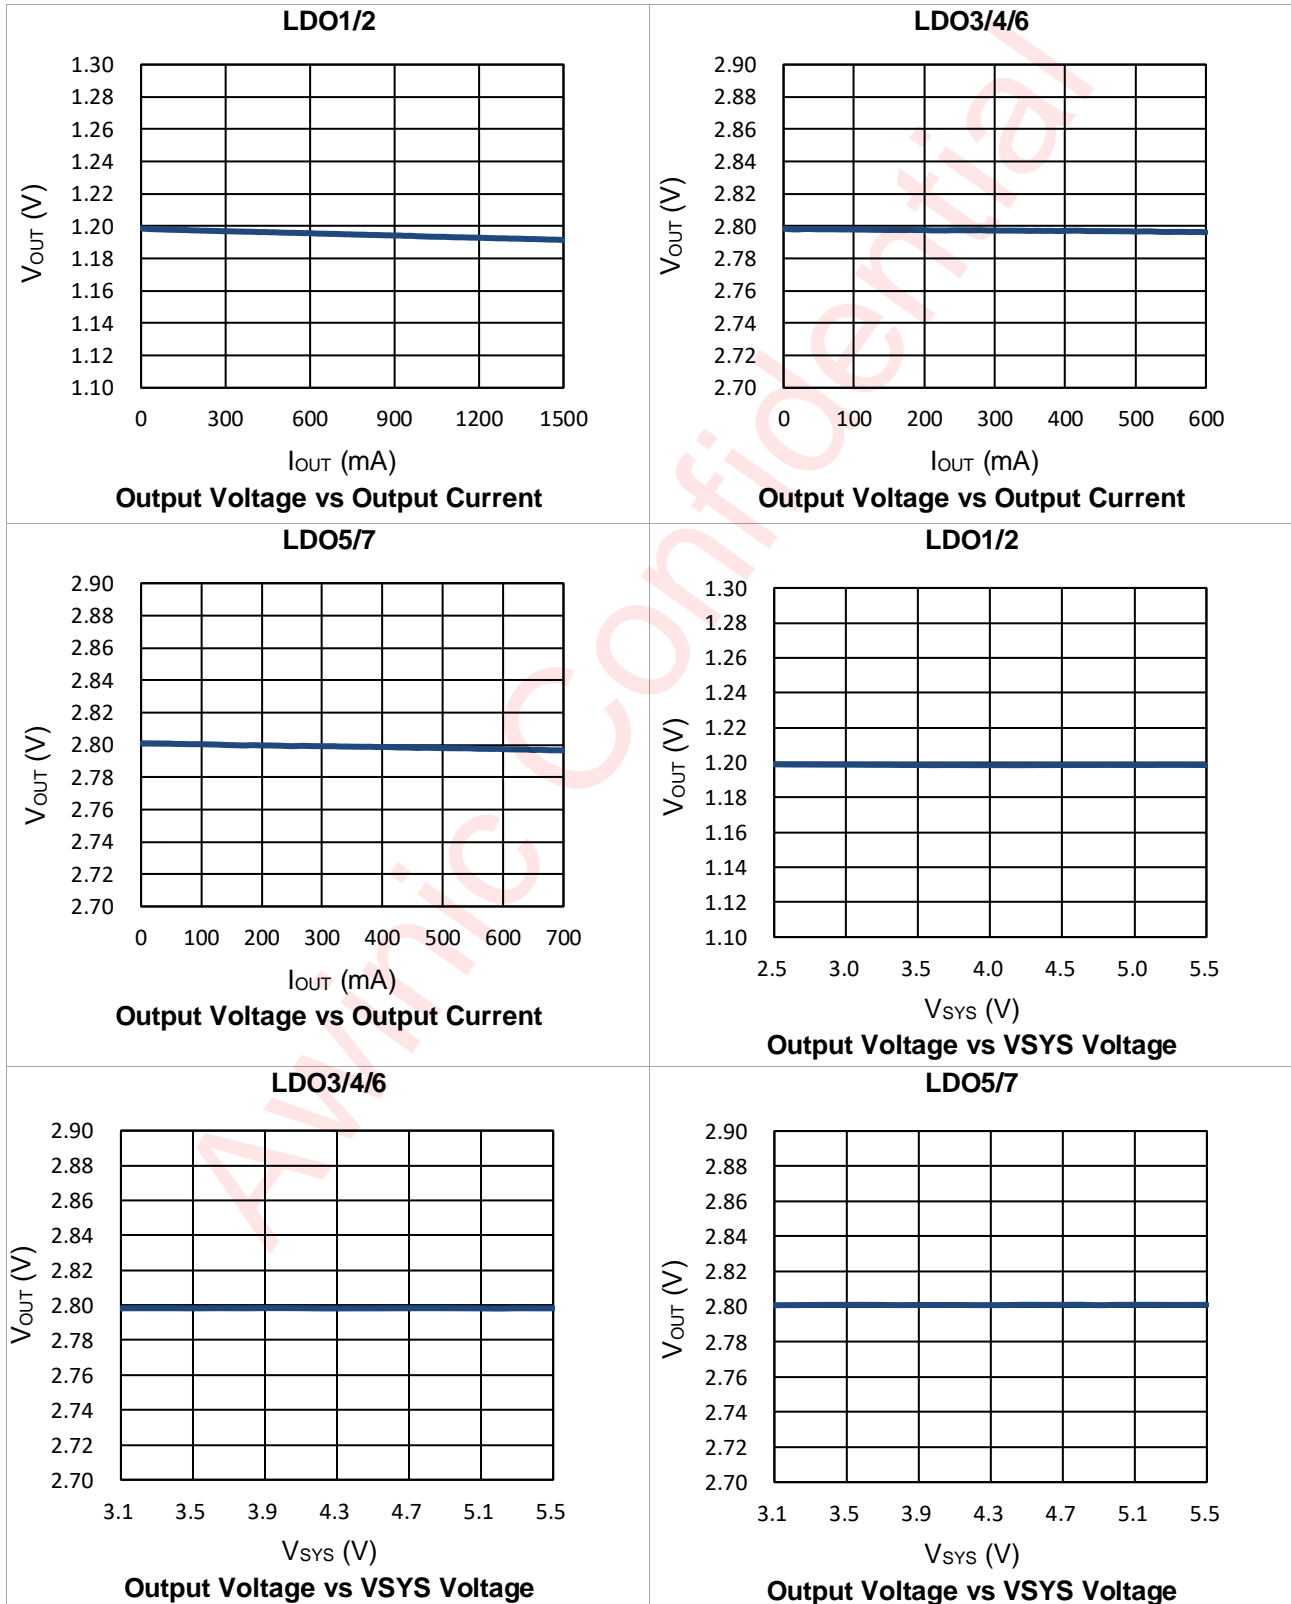 LDO1/2
1.30
1.28
1.26
1.24
1.22
1.20
1.18
1.16
1.14
1.12
1.10
VOUT (V)
0 300 600 900 1200 1500
IOUT (mA)
Output Voltage vs Output Current
LDO3/4/6
2.90
2.88
2.86
2.84
2.82
2.80
2.78
2.76
2.74
2.72
2.70
VOUT (V)
0 100 200 300 400 500 600
IOUT (mA)
Output Voltage vs Output Current
LDO5/7
2.90
2.88
2.86
2.84
2.82
2.80
2.78
2.76
2.74
2.72
2.70
VOUT (V)
0 100 200 300 400 500 600 700
IOUT (mA)
Output Voltage vs Output Current
LDO1/2
1.30
1.28
1.26
1.24
1.22
1.20
1.18
1.16
1.14
1.12
1.10
VOUT (V)
2.5 3.0 3.5 4.0 4.5 5.0 5.5
VSYS (V)
Output Voltage vs VSYS Voltage
LDO3/4/6
2.90
2.88
2.86
2.84
2.82
2.80
2.78
2.76
2.74
2.72
2.70
VOUT (V)
3.1 3.5 3.9 4.3 4.7 5.1 5.5
VSYS (V)
Output Voltage vs VSYS Voltage
LDO5/7
2.90
2.88
2.86
2.84
2.82
2.80
2.78
2.76
2.74
2.72
2.70
VOUT (V)
3.1 3.5 3.9 4.3 4.7 5.1 5.5
VSYS (V)
Output Voltage vs VSYS Voltage
Awinic Confidential